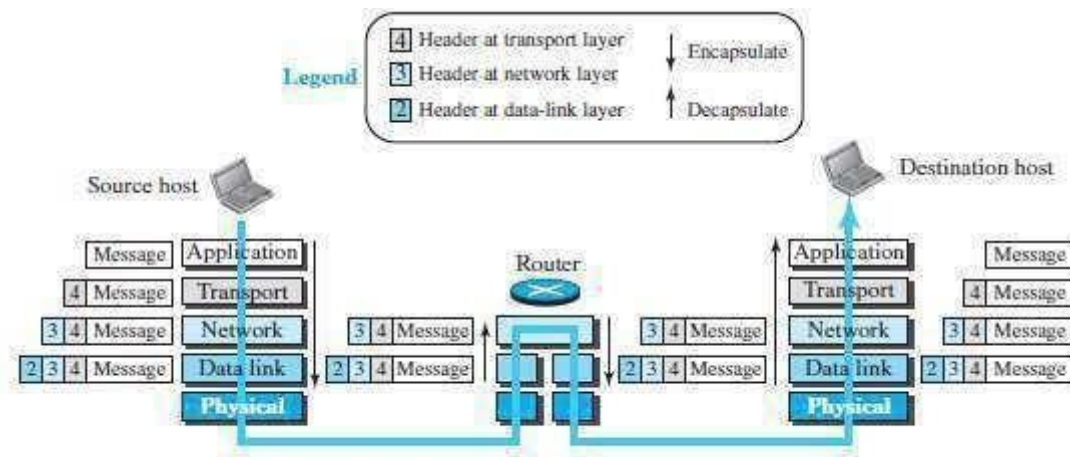 4 Header at transport layer
Encapsulate
Legend
3 Header at network layer
2 Header at data-link layer
Decapsulate
Source host
Destination host
Message Application
Router
Application Message
4 Message Transport
Transport 4 Message
3 4 Message Network
3 4 Message
3 4 Message
Network 3 4 Message
2 3 4 Message Data link
2 3 4 Message
2 3 4 Message
Data link 2 3 4 Message
Physical
Physical